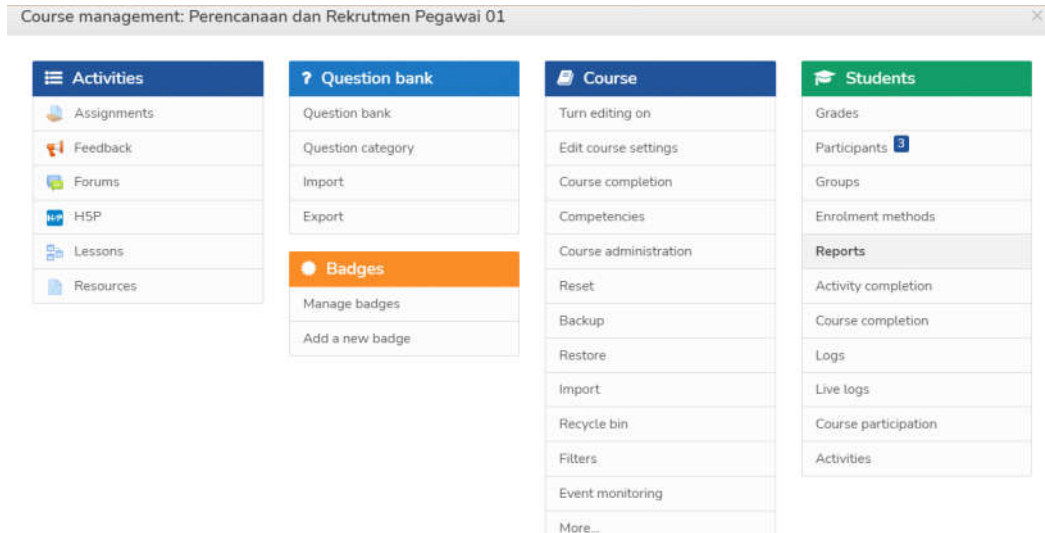 Course management: Perencanaan dan Rekrutmen Pegawai 01
Activities
Assignments
Feedback
Forums
H5P
H5P
Lessons
Resources
? Question bank
Question bank
Question category
Import
Export
Badges
Manage badges
Add a new badge
Course
Turn editing on
Edit course settings
Course completion
Competencies
Course administration
Reset
Backup
Restore
Import
Recycle bin
Filters
Event monitoring
More...
Students
Grades
Participants 3
Groups
Enrolment methods
Reports
Activity completion
Course completion
Logs
Live logs
Course participation
Activities